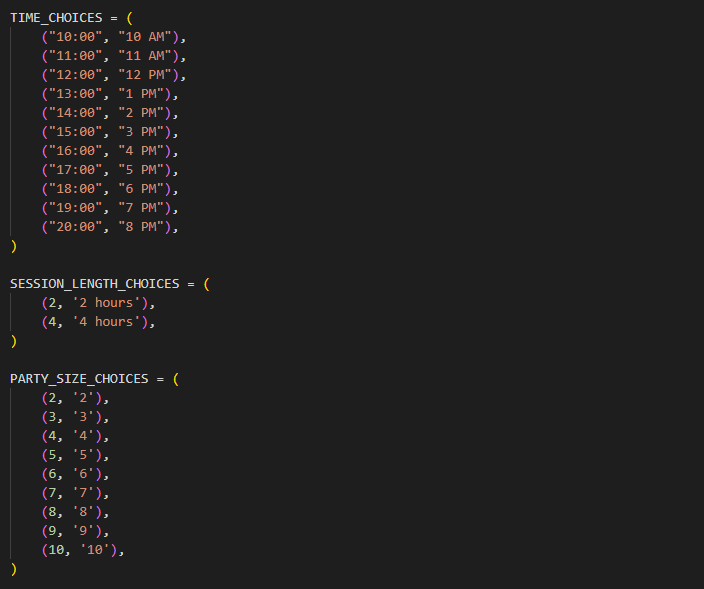 TIME_CHOICES = (
    ("10:00", "10 AM"),
    ("11:00", "11 AM"),
    ("12:00", "12 PM"),
    ("13:00", "1 PM"),
    ("14:00", "2 PM"),
    ("15:00", "3 PM"),
    ("16:00", "4 PM"),
    ("17:00", "5 PM"),
    ("18:00", "6 PM"),
    ("19:00", "7 PM"),
    ("20:00", "8 PM"),
)

SESSION_LENGTH_CHOICES = (
    (2, '2 hours'),
    (4, '4 hours'),
)

PARTY_SIZE_CHOICES = (
    (2, '2'),
    (3, '3'),
    (4, '4'),
    (5, '5'),
    (6, '6'),
    (7, '7'),
    (8, '8'),
    (9, '9'),
    (10, '10'),
)